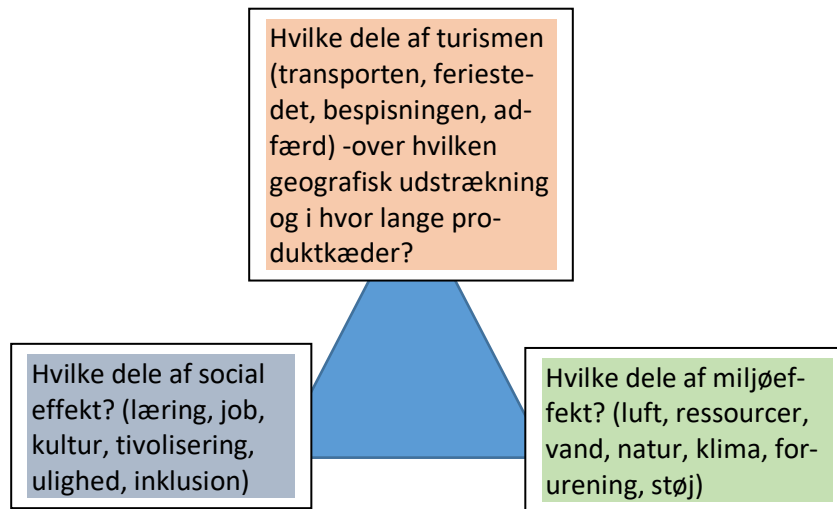 Hvilke dele af turismen
(transporten, ferieste-
det, bespisningen, ad-
færd) -over hvilken
geografisk udstrækning
og i hvor lange pro-
duktkæder?
Hvilke dele af social
effekt? (læring, job,
kultur, tivolisering,
ulighed, inklusion)
Hvilke dele af miljøef-
fekt? (luft, ressourcer,
vand, natur, klima, for-
urening, støj)